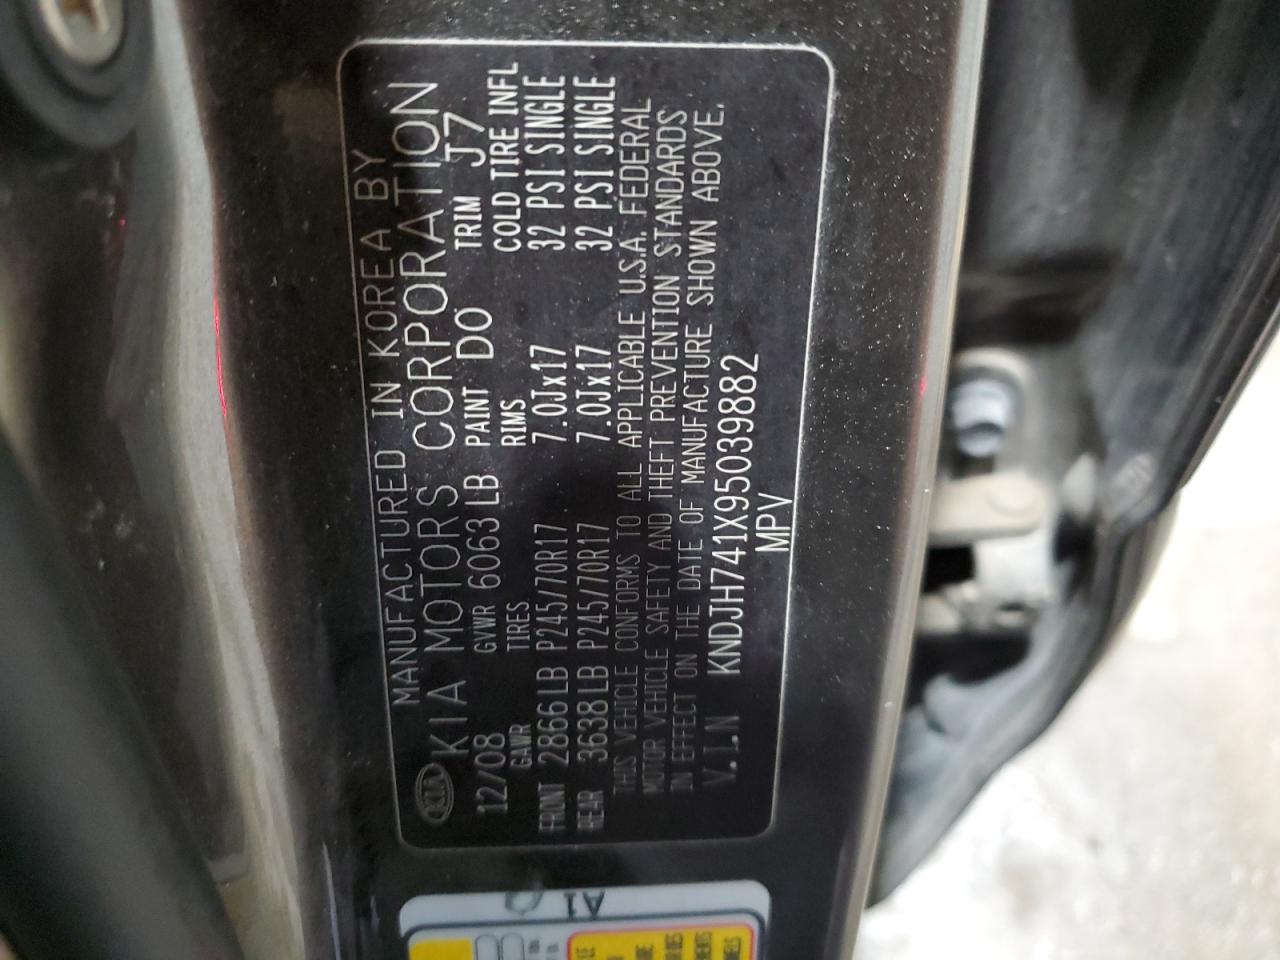 MANUFACTURED IN KOREA BY
KIA KIA MOTORS CORPORATION
12/08 GVWR 6063 LB PAINT DO TRIM J7
GAWR TIRES RIMS COLD TIRE INFL
FRONT 2866 LB P245/70R17 7.0Jx17 32 PSI SINGLE
REAR 3638 LB P245/70R17 7.0Jx17 32 PSI SINGLE
THIS VEHICLE CONFORMS TO ALL APPLICABLE U.S.A. FEDERAL
MOTOR VEHICLE SAFETY AND THEFT PREVENTION STANDARDS
IN EFFECT ON THE DATE OF MANUFACTURE SHOWN ABOVE.
V.I.N KNDJH741X95039882
MPV
A1